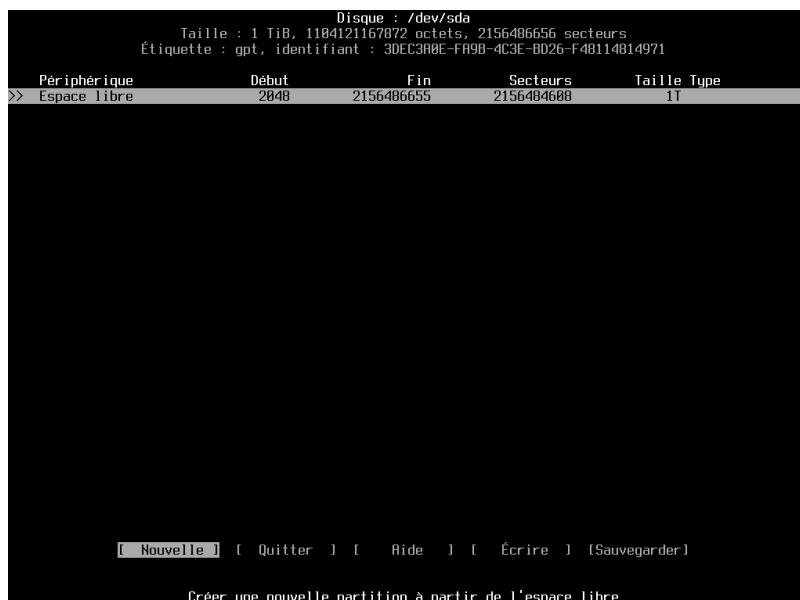 Disque : /dev/sda
Taille : 1 TiB, 1104121167872 octets, 2156486656 secteurs
Étiquette : gpt, identifiant : 3DEC3A0E-FA9B-4C3E-BD26-F48114814971
Périphérique Début Fin Secteurs Taille Type
>> Espace libre 2048 2156486655 2156484608 1T
[ Nouvelle ] [ Quitter ] [ Aide ] [ Écrire ] [Sauvegarder]
Créer une nouvelle partition à partir de l'espace libre